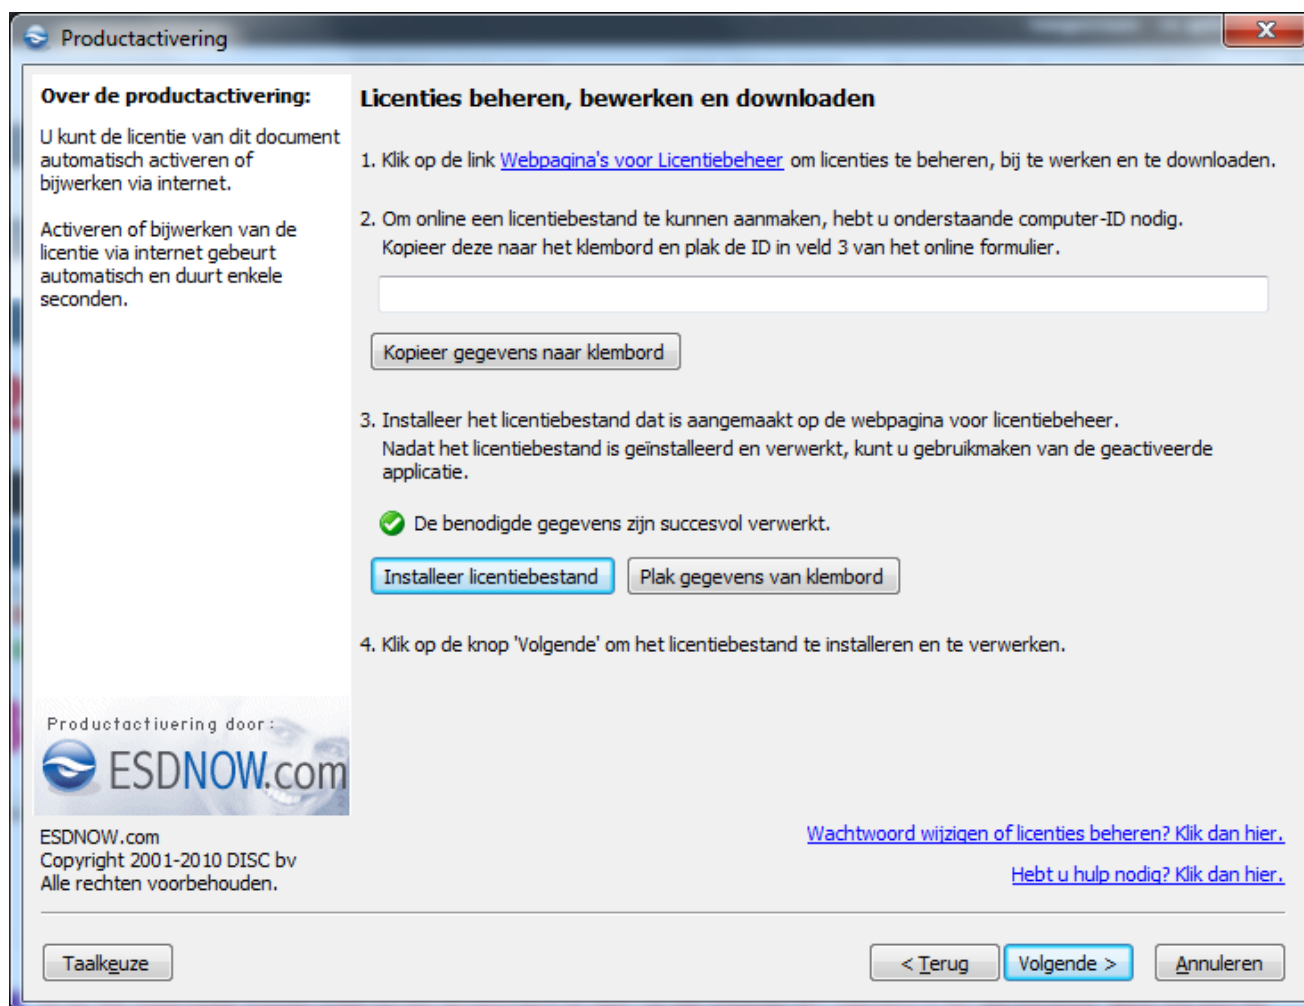 Productactivering
Over de productactivering:
U kunt de licentie van dit document
automatisch activeren of
bijwerken via internet.
Activeren of bijwerken van de
licentie via internet gebeurt
automatisch en duurt enkele
seconden.
Licenties beheren, bewerken en downloaden
1. Klik op de link Webpagina's voor Licentiebeheer om licenties te beheren, bij te werken en te downloaden.
2. Om online een licentiebestand te kunnen aanmaken, hebt u onderstaande computer-ID nodig.
Kopieer deze naar het klembord en plak de ID in veld 3 van het online formulier.
Kopieer gegevens naar klembord
3. Installeer het licentiebestand dat is aangemaakt op de webpagina voor licentiebeheer.
Nadat het licentiebestand is geïnstalleerd en verwerkt, kunt u gebruikmaken van de geactiveerde
applicatie.
De benodigde gegevens zijn succesvol verwerkt.
Installeer licentiebestand
Plak gegevens van klembord
4. Klik op de knop 'Volgende' om het licentiebestand te installeren en te verwerken.
Productactivering door:
ESDNOW.com
ESDNOW.com
Copyright 2001-2010 DISC bv
Alle rechten voorbehouden.
Wachtwoord wijzigen of licenties beheren? Klik dan hier.
Hebt u hulp nodig? Klik dan hier.
Taalkeuze
< Terug
Volgende >
Annuleren